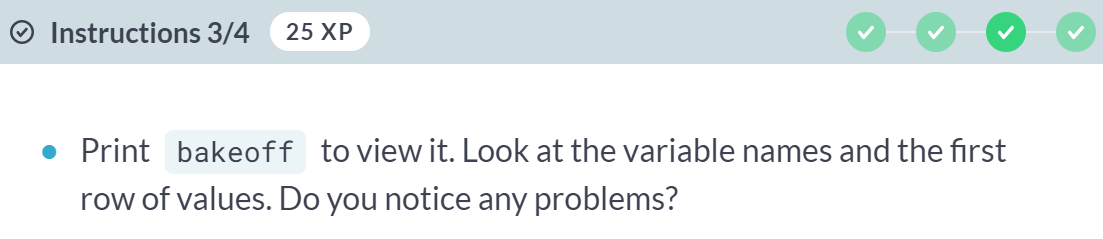 Instructions 3/4 25 XP
Print bakeoff to view it. Look at the variable names and the first
row of values. Do you notice any problems?